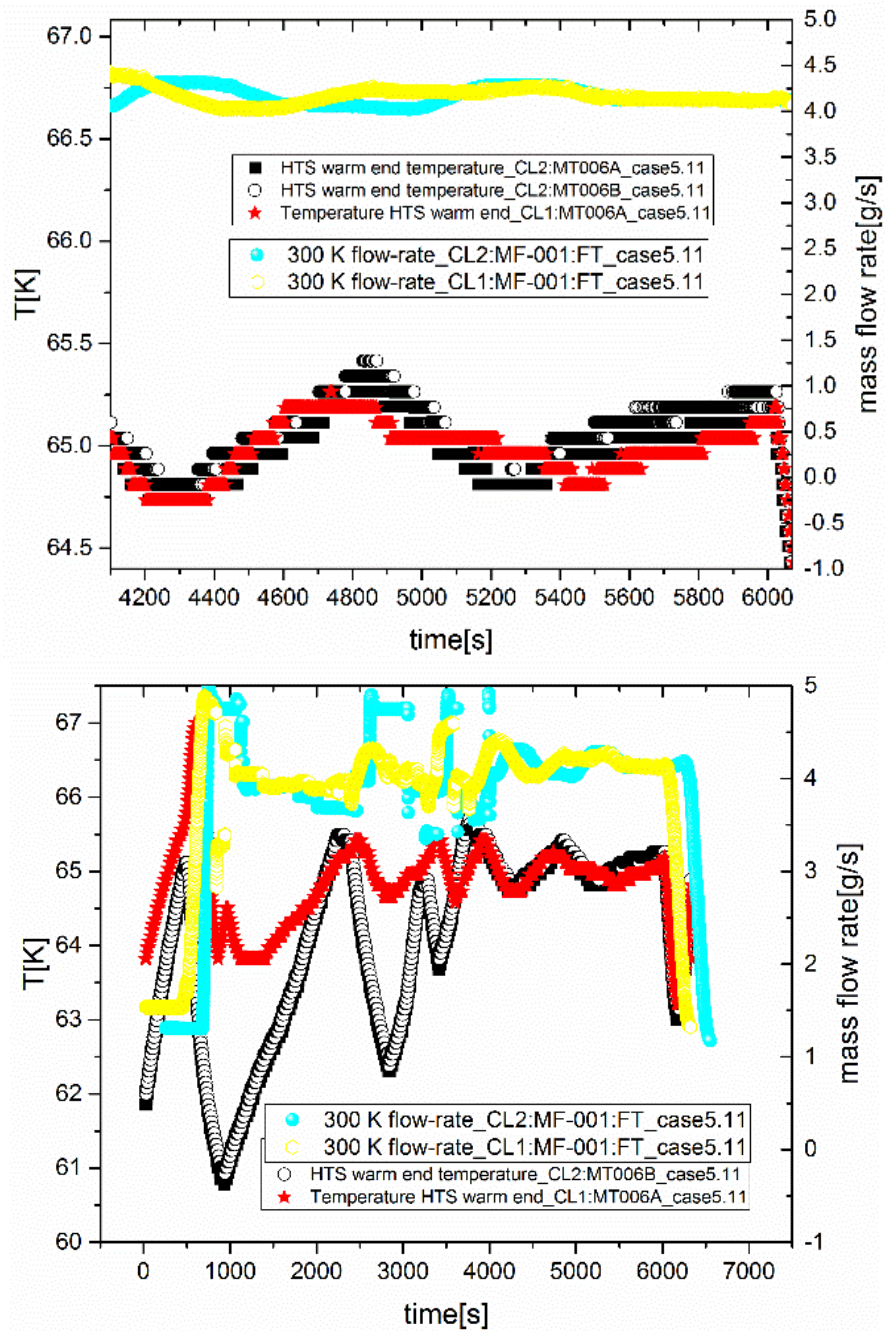 67.0
66.5
66.0
65.5
65.0
64.5
T[K]
5.0
4.5
4.0
3.5
3.0
2.5
2.0
1.5
1.0
0.5
0.0
-0.5
-1.0
mass flow rate[g/s]
HTS warm end temperature_CL2:MT006A_case5.11
HTS warm end temperature_CL2:MT006B_case5.11
Temperature HTS warm end_CL1:MT006A_case5.11
300 K flow-rate_CL2:MF-001:FT_case5.11
300 K flow-rate_CL1:MF-001:FT_case5.11
4200 4400 4600 4800 5000 5200 5400 5600 5800 6000
time[s]
67
66
65
64
63
62
61
60
T[K]
5
4
3
2
1
0
-1
mass flow rate[g/s]
300 K flow-rate_CL2:MF-001:FT_case5.11
300 K flow-rate_CL1:MF-001:FT_case5.11
HTS warm end temperature_CL2:MT006B_case5.11
Temperature HTS warm end_CL1:MT006A_case5.11
0 1000 2000 3000 4000 5000 6000 7000
time[s]